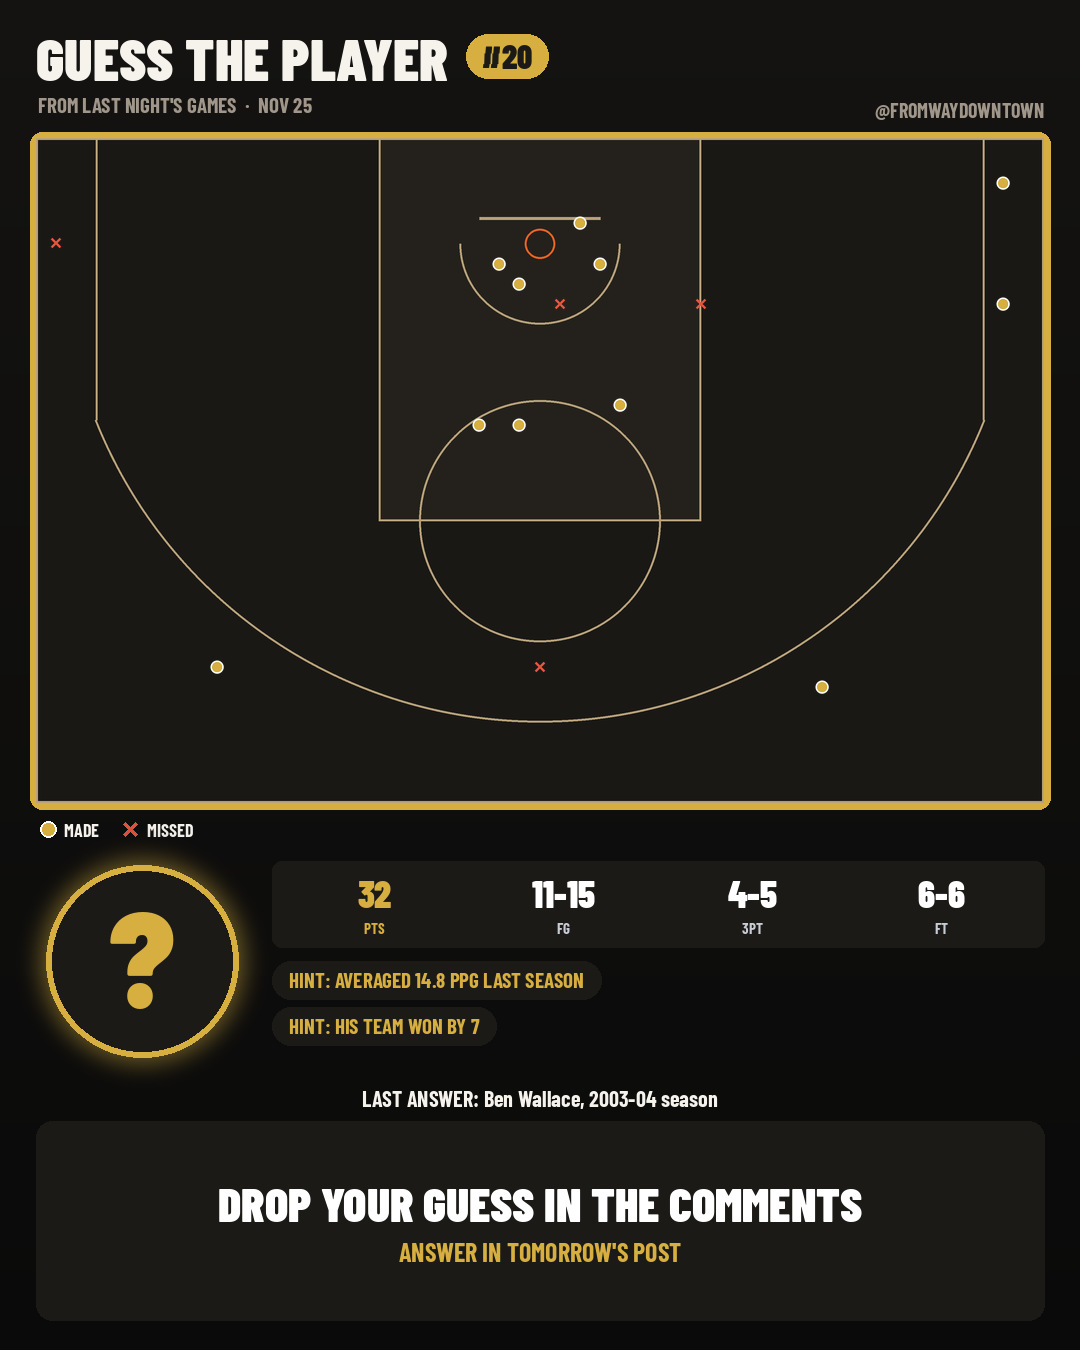 GUESS THE PLAYER #20
FROM LAST NIGHT'S GAMES · NOV 25
@FROMWAYDOWNTOWN
MADE MISSED
?
32 11-15 4-5 6-6
PTS FG 3PT FT
HINT: AVERAGED 14.8 PPG LAST SEASON
HINT: HIS TEAM WON BY 7
LAST ANSWER: Ben Wallace, 2003-04 season
DROP YOUR GUESS IN THE COMMENTS
ANSWER IN TOMORROW'S POST